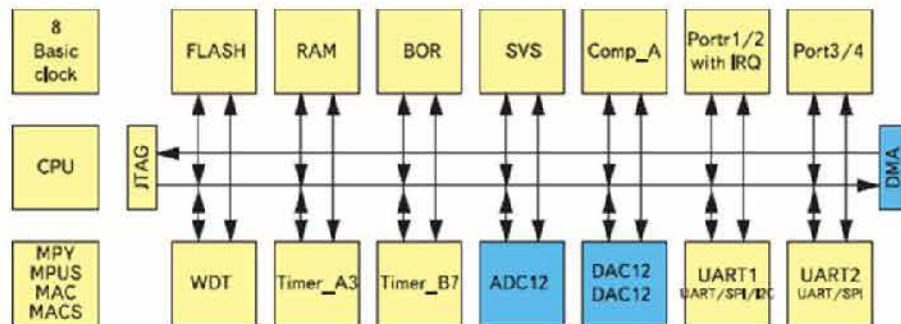 8
Basic
clock
FLASH
RAM
BOR
SVS
Comp_A
Portr1/2
with IRQ
Port3/4
CPU
JTAG
DMA
MPY
MPUS
MAC
MACS
WDT
Timer_A3
Timer_B7
ADC12
DAC12
DAC12
UART1
UART/SPI/I2C
UART2
UART/SPI